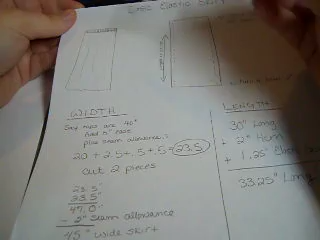 Elastic Skirt
WIDTH
Say hips are 40"
Add 5" ease
plus seam allowance.
20 + 2.5 + .5 + .5 = 23.5
Cut 2 pieces
23.5"
23.5"
47.0"
- 2" Seam allowance
45" wide skirt
LENGTH
30" Long
+ 2" Hem
+ 1.25"
33.25" Long